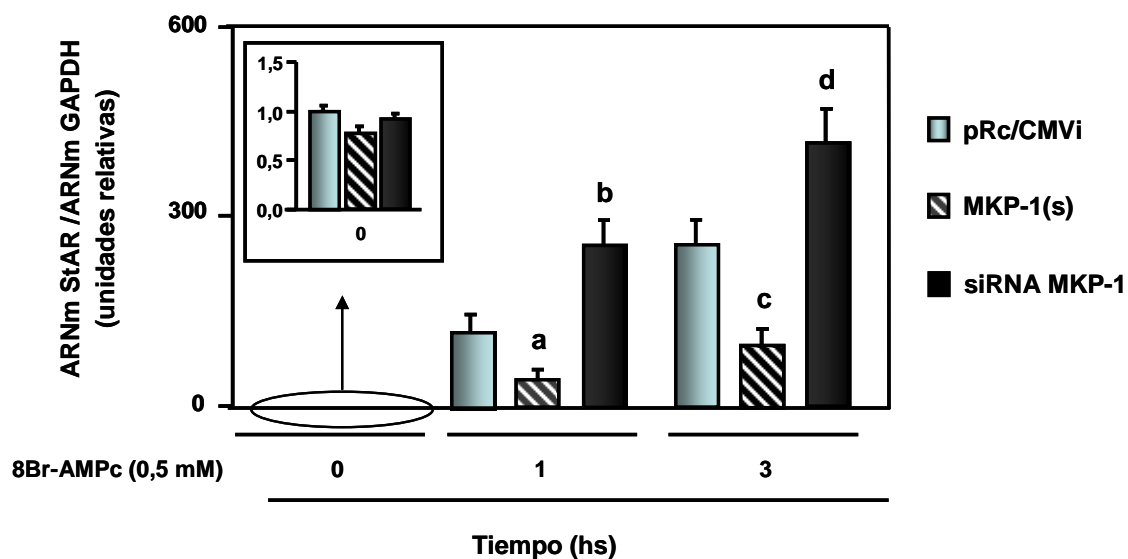 ARNm StAR /ARNm GAPDH
(unidades relativas)
600
300
0
1,5
1,0
0,5
0,0
0
a
b
c
d
pRc/CMVi
MKP-1(s)
siRNA MKP-1
8Br-AMPc (0,5 mM) 0 1 3
Tiempo (hs)